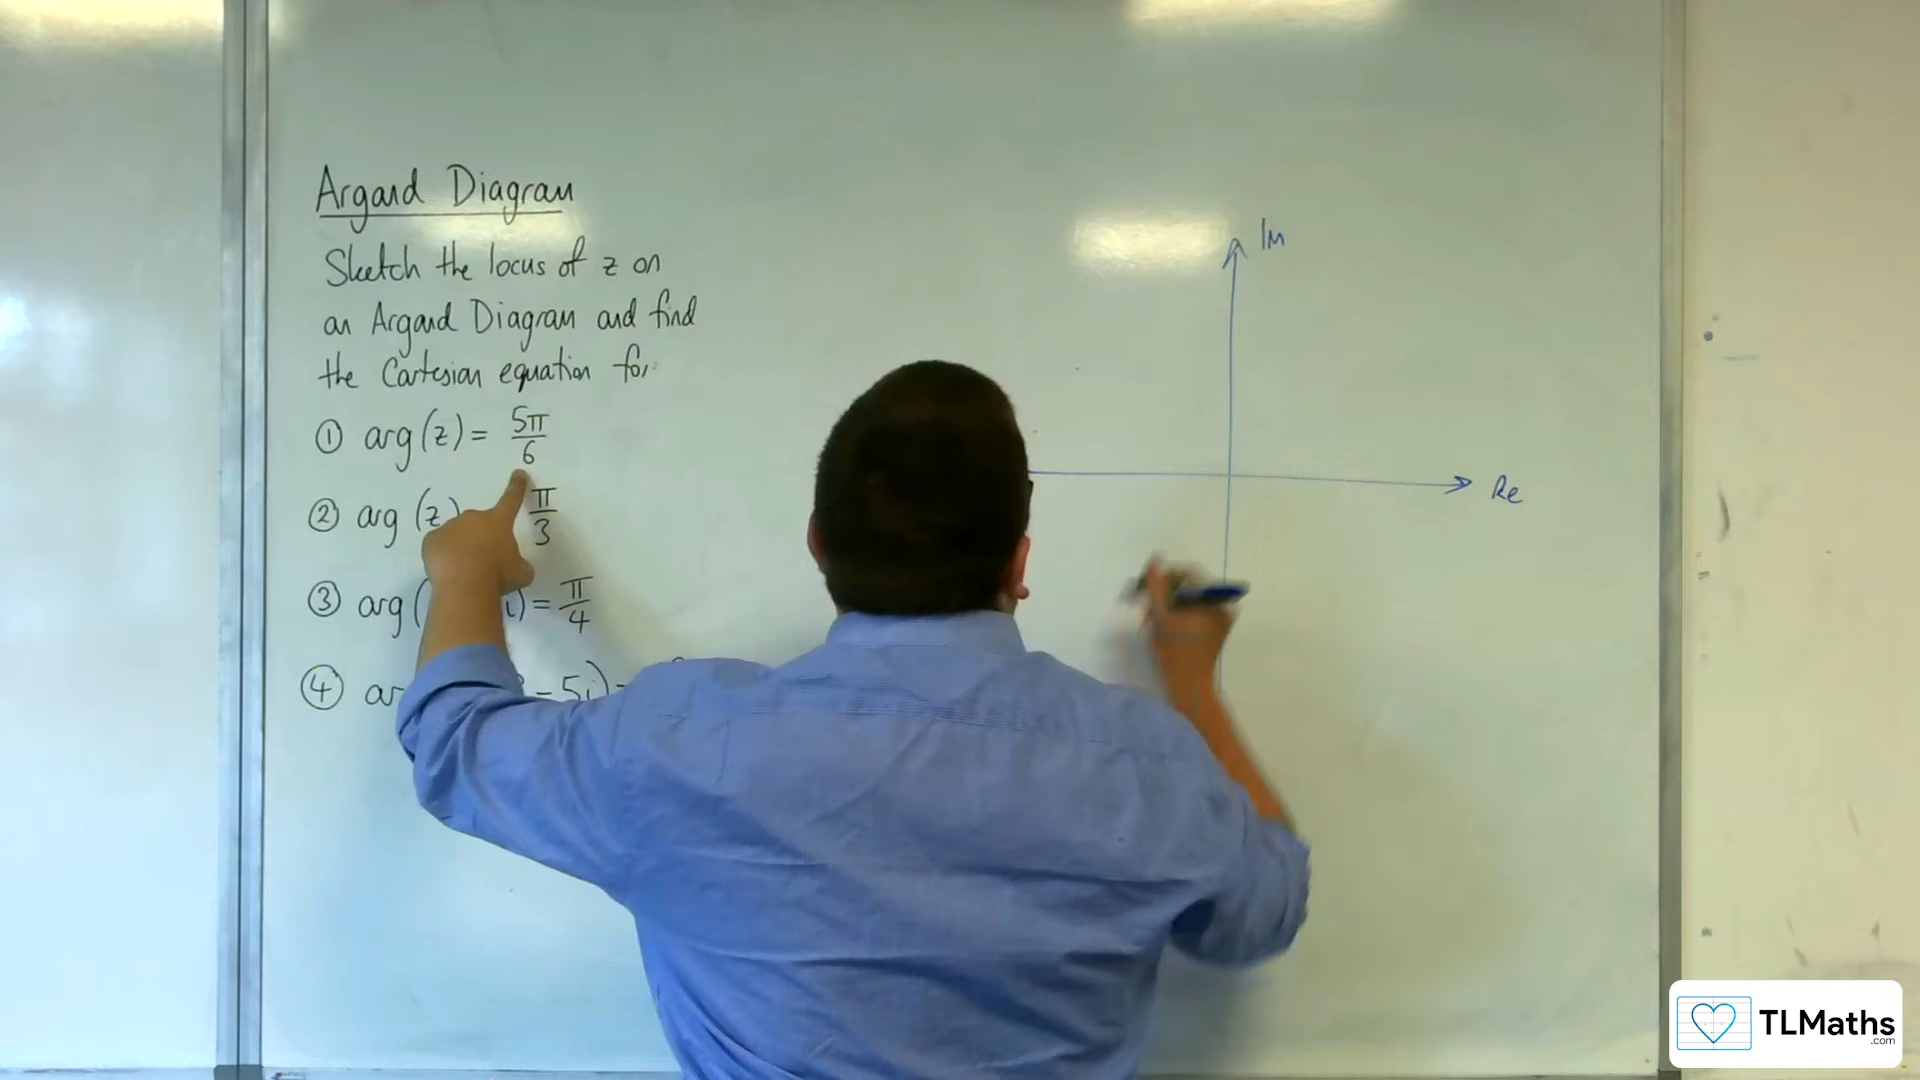 Argand Diagram
Sketch the locus of z on
an Argand Diagram and find
the Cartesian equation for:
① arg(z) = 5π/6
② arg(z π/3
③ arg( i) = π/4
④ ar - 5i) =
Im
Re
TLMaths
.com